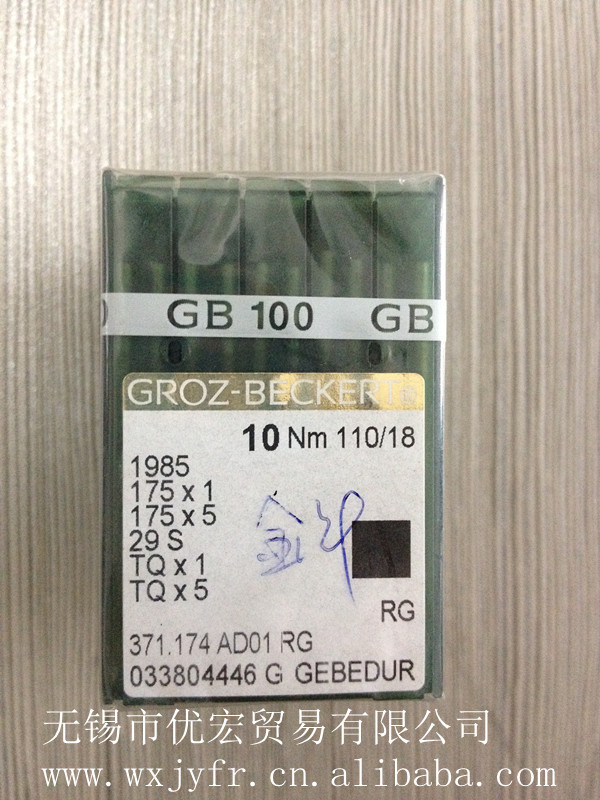 GB 100 GB
GROZ-BECKERT®
10 Nm 110/18
1985
175 x 1
175 x 5
29 S
TQ x 1
TQ x 5
RG
371.174 AD01 RG
033804446 G GEBEDUR
无锡市优宏贸易有限公司
www.wxjyfr.cn.alibaba.com